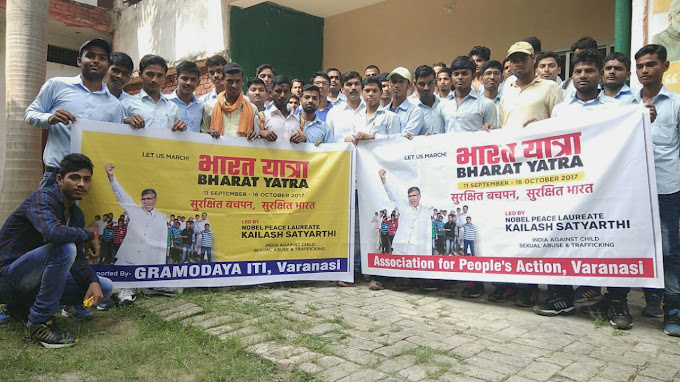 LET US MARCH!
भारत यात्रा
BHARAT YATRA
11 SEPTEMBER - 16 OCTOBER 2017
सुरक्षित बचपन, सुरक्षित भारत
LED BY
NOBEL PEACE LAUREATE
KAILASH SATYARTHI
INDIA AGAINST CHILD
SEXUAL ABUSE & TRAFFICKING
By- GRAMODAYA ITI, Varanasi
LET US MARCH!
भारत यात्रा
BHARAT YATRA
11 SEPTEMBER - 16 OCTOBER 2017
सुरक्षित बचपन, सुरक्षित भारत
LED BY
NOBEL PEACE LAUREATE
KAILASH SATYARTHI
INDIA AGAINST CHILD
SEXUAL ABUSE & TRAFFICKING
Association for People's Action, Varanasi